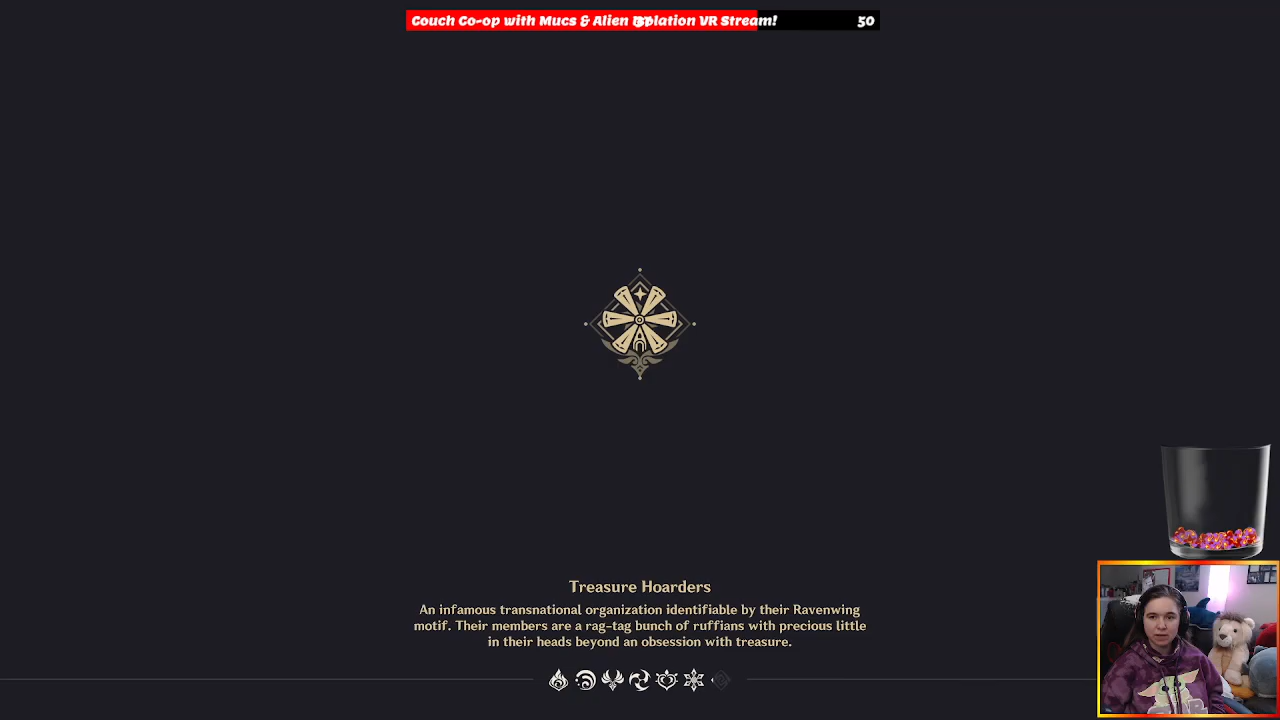 Couch Co-op with Mucs & Alien Isolation VR Stream!
37
50
Treasure Hoarders
An infamous transnational organization identifiable by their Ravenwing
motif. Their members are a rag-tag bunch of ruffians with precious little
in their heads beyond an obsession with treasure.